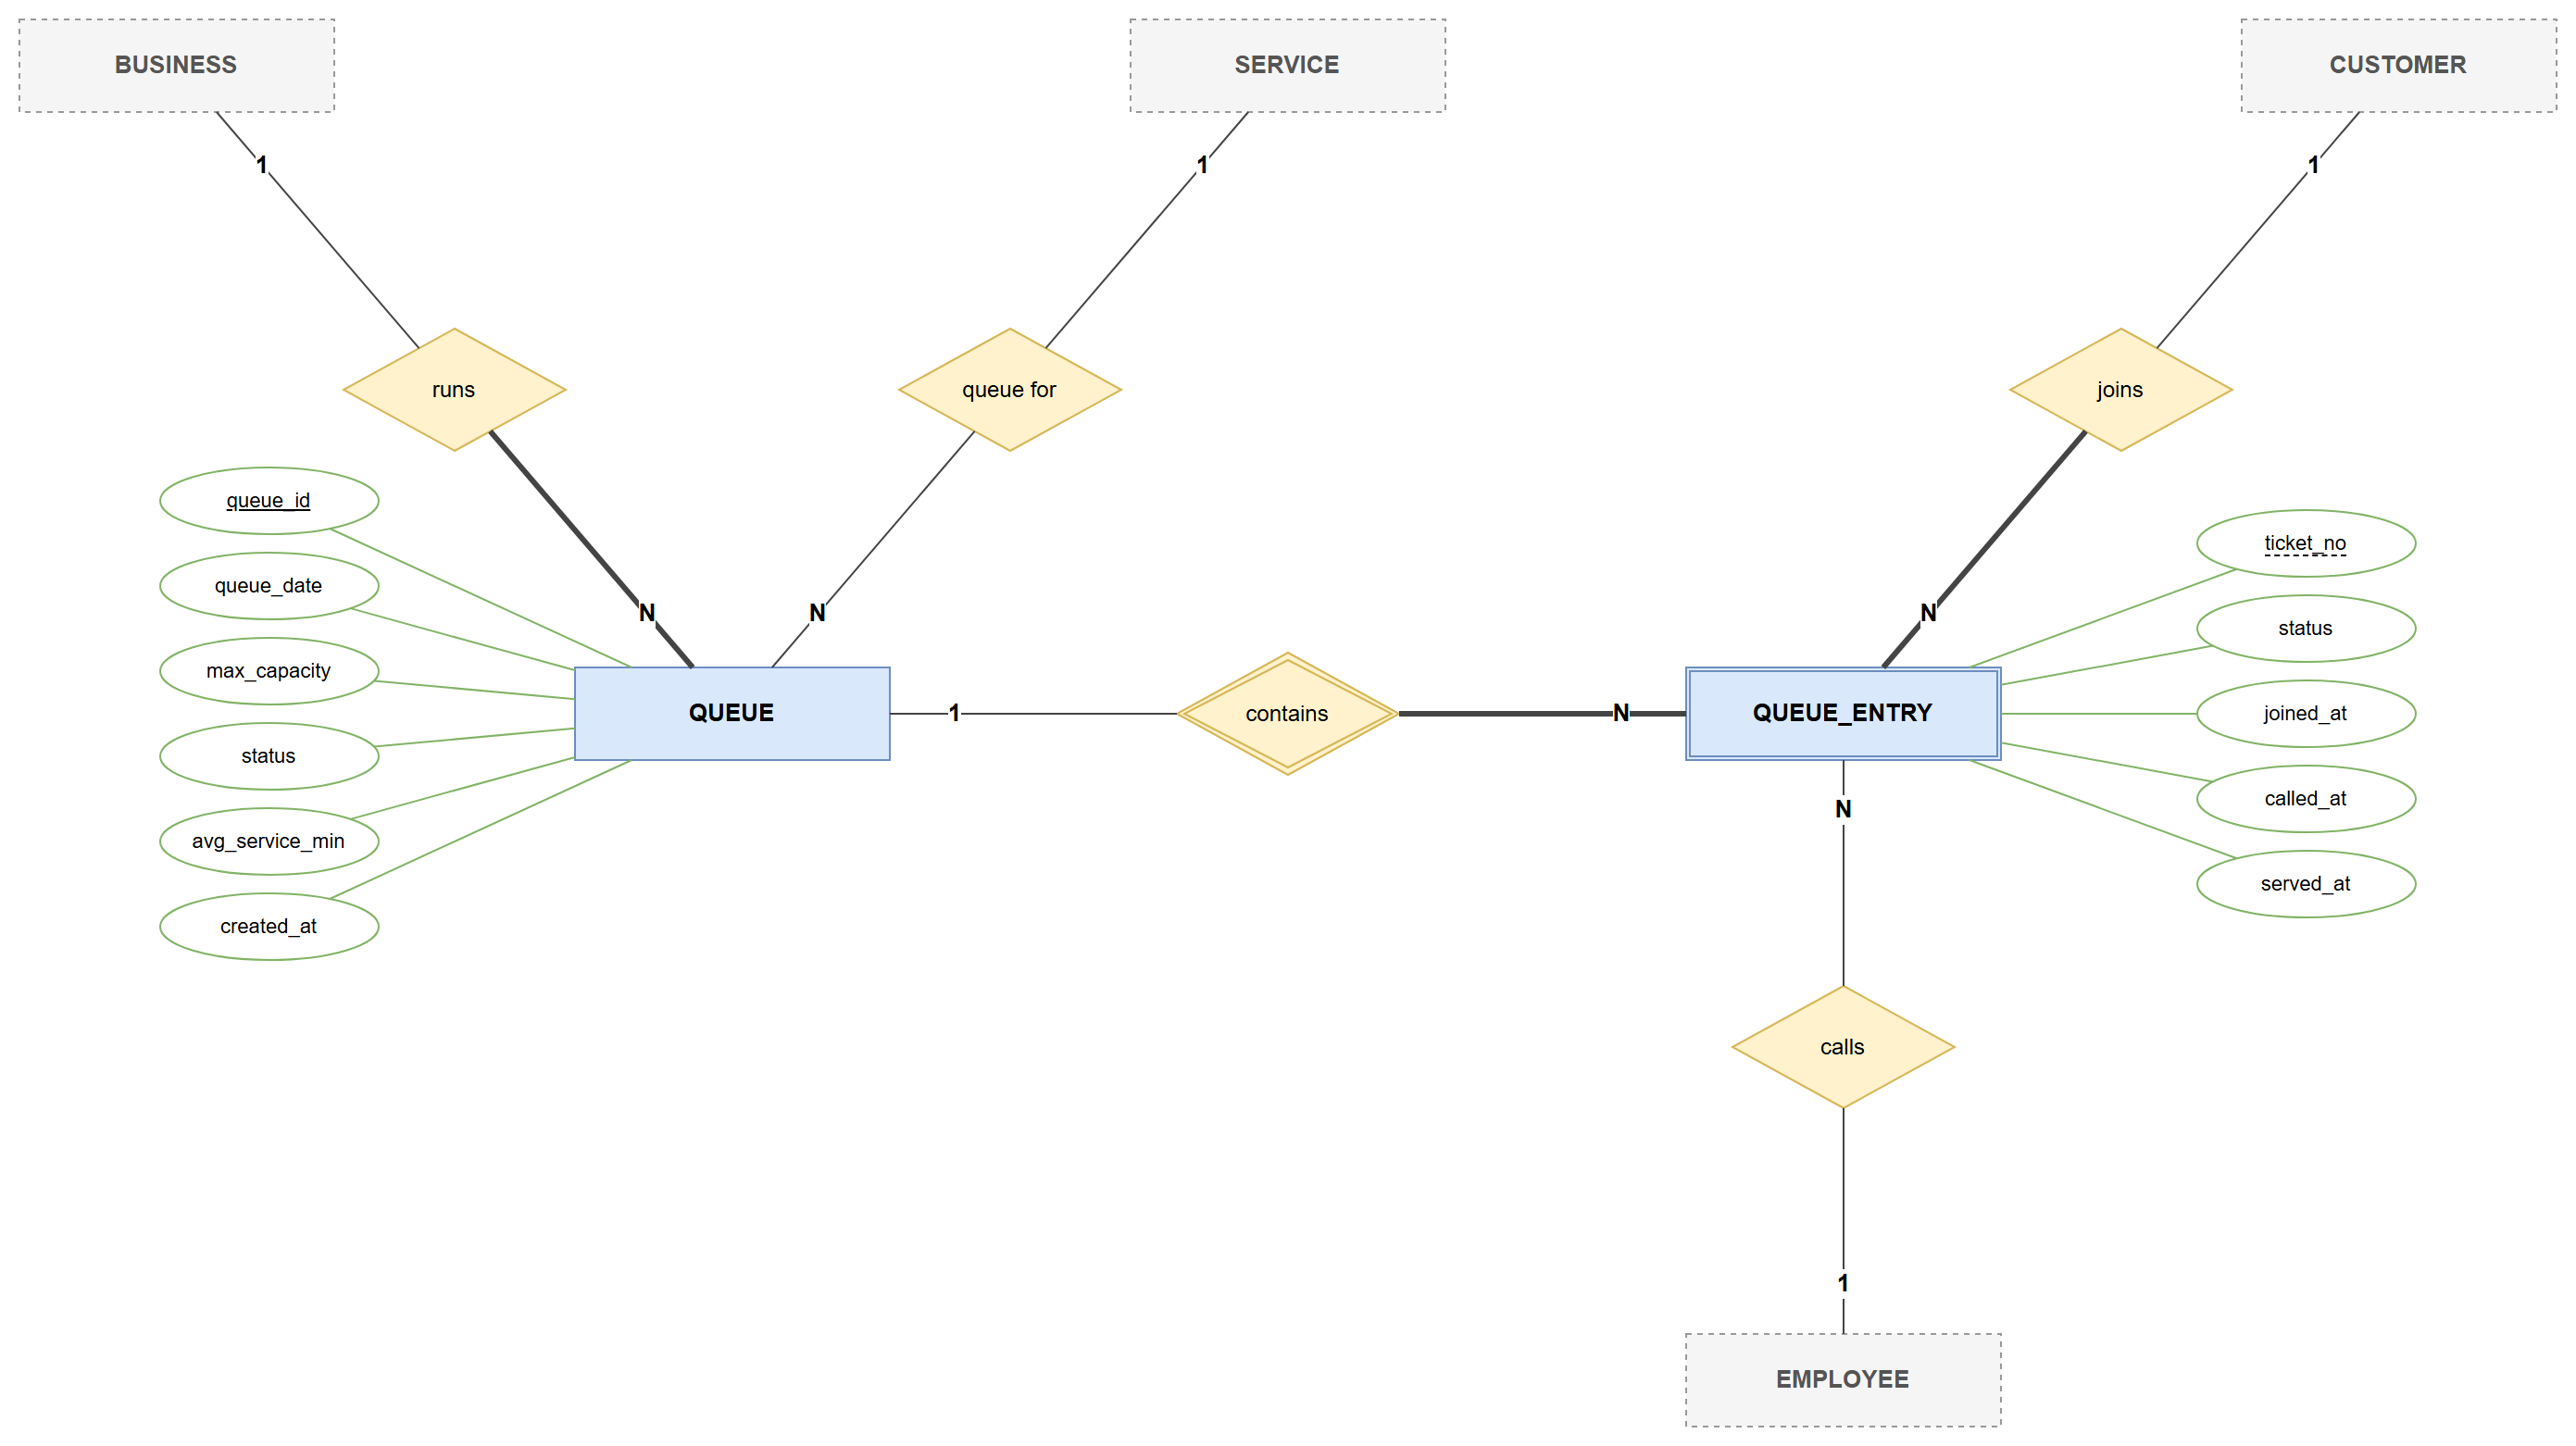 BUSINESS
SERVICE
CUSTOMER
1
1
1
runs
queue for
joins
queue_id
queue_date
max_capacity
status
avg_service_min
created_at
N
N
N
QUEUE
1
contains
N
QUEUE_ENTRY
ticket_no
status
joined_at
called_at
served_at
N
calls
1
EMPLOYEE